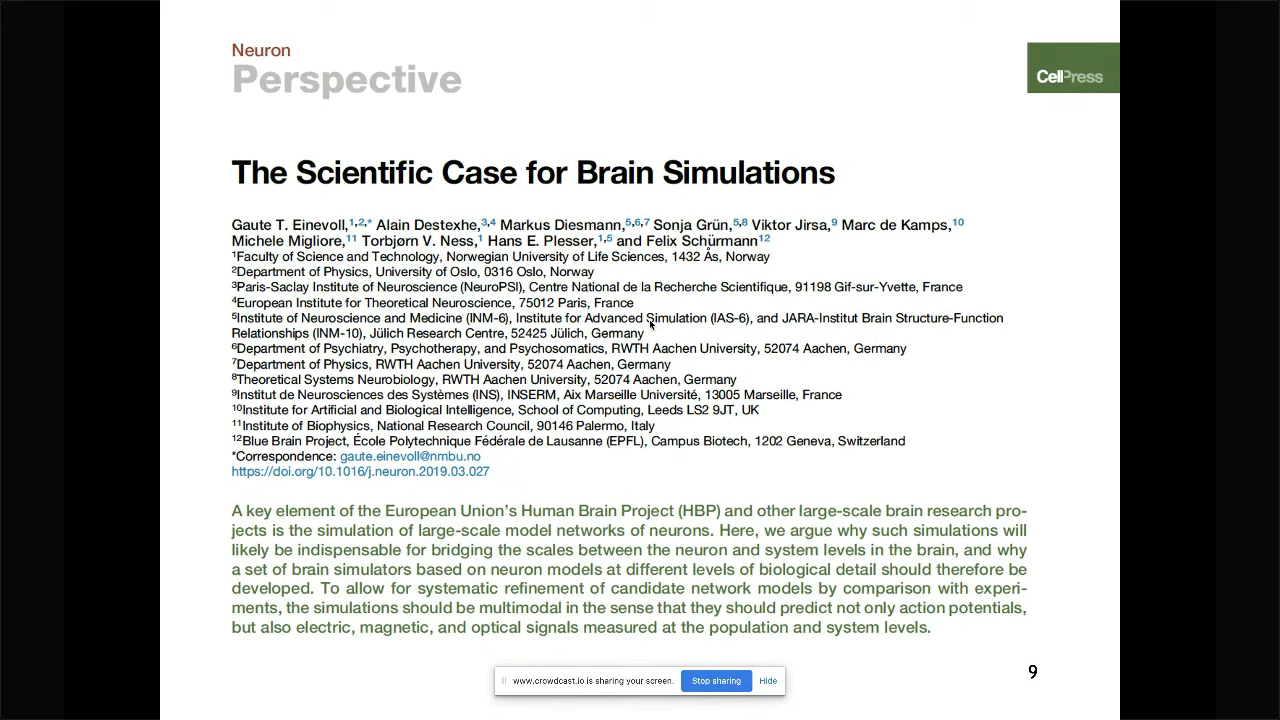 Neuron
Perspective
CellPress
The Scientific Case for Brain Simulations
Gaute T. Einevoll,1,2,* Alain Destexhe,3,4 Markus Diesmann,5,6,7 Sonja Grün,5,8 Viktor Jirsa,9 Marc de Kamps,10
Michele Migliore,11 Torbjørn V. Ness,1 Hans E. Plesser,1,5 and Felix Schürmann12
1Faculty of Science and Technology, Norwegian University of Life Sciences, 1432 Ås, Norway
2Department of Physics, University of Oslo, 0316 Oslo, Norway
3Paris-Saclay Institute of Neuroscience (NeuroPSI), Centre National de la Recherche Scientifique, 91198 Gif-sur-Yvette, France
4European Institute for Theoretical Neuroscience, 75012 Paris, France
5Institute of Neuroscience and Medicine (INM-6), Institute for Advanced Simulation (IAS-6), and JARA-Institut Brain Structure-Function
Relationships (INM-10), Jülich Research Centre, 52425 Jülich, Germany
6Department of Psychiatry, Psychotherapy, and Psychosomatics, RWTH Aachen University, 52074 Aachen, Germany
7Department of Physics, RWTH Aachen University, 52074 Aachen, Germany
8Theoretical Systems Neurobiology, RWTH Aachen University, 52074 Aachen, Germany
9Institut de Neurosciences des Systèmes (INS), INSERM, Aix Marseille Université, 13005 Marseille, France
10Institute for Artificial and Biological Intelligence, School of Computing, Leeds LS2 9JT, UK
11Institute of Biophysics, National Research Council, 90146 Palermo, Italy
12Blue Brain Project, École Polytechnique Fédérale de Lausanne (EPFL), Campus Biotech, 1202 Geneva, Switzerland
*Correspondence: gaute.einevoll@nmbu.no
https://doi.org/10.1016/j.neuron.2019.03.027
A key element of the European Union's Human Brain Project (HBP) and other large-scale brain research pro-
jects is the simulation of large-scale model networks of neurons. Here, we argue why such simulations will
likely be indispensable for bridging the scales between the neuron and system levels in the brain, and why
a set of brain simulators based on neuron models at different levels of biological detail should therefore be
developed. To allow for systematic refinement of candidate network models by comparison with experi-
ments, the simulations should be multimodal in the sense that they should predict not only action potentials,
but also electric, magnetic, and optical signals measured at the population and system levels.
9
www.crowdcast.io is sharing your screen. Stop sharing Hide